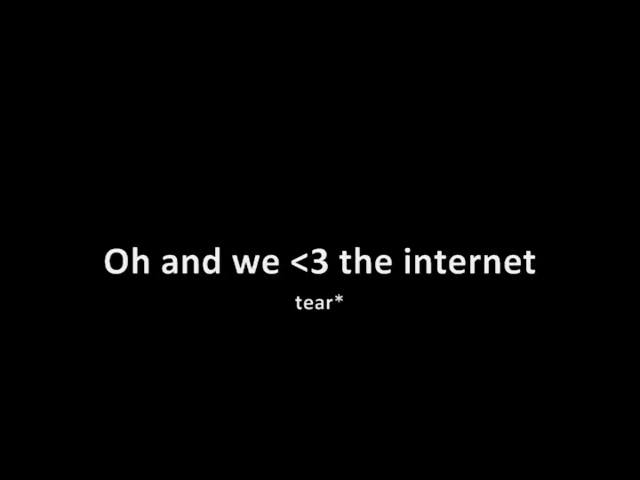 Oh and we <3 the internet
tear*